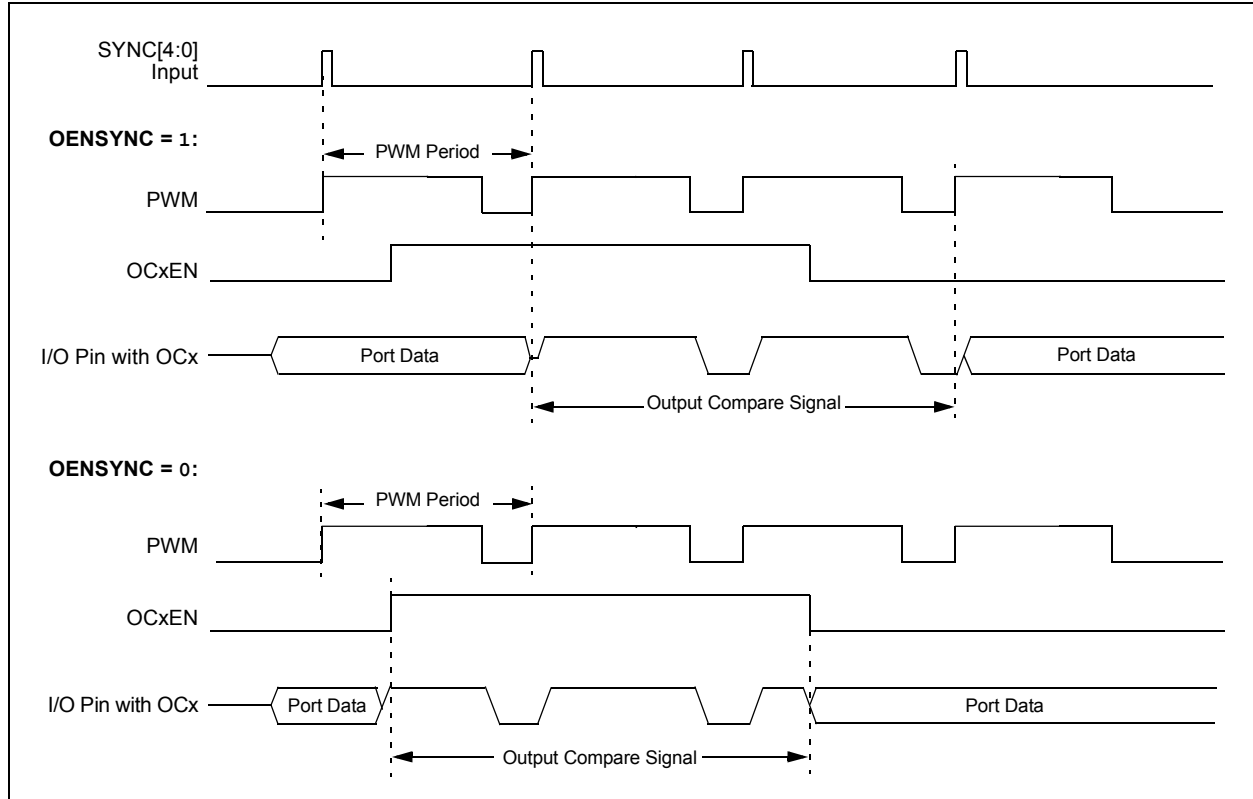 SYNC[4:0]
Input
OENSYNC = 1:
PWM Period
PWM
OCxEN
I/O Pin with OCx
Port Data
Port Data
Output Compare Signal
OENSYNC = 0:
PWM Period
PWM
OCxEN
I/O Pin with OCx
Port Data
Port Data
Output Compare Signal